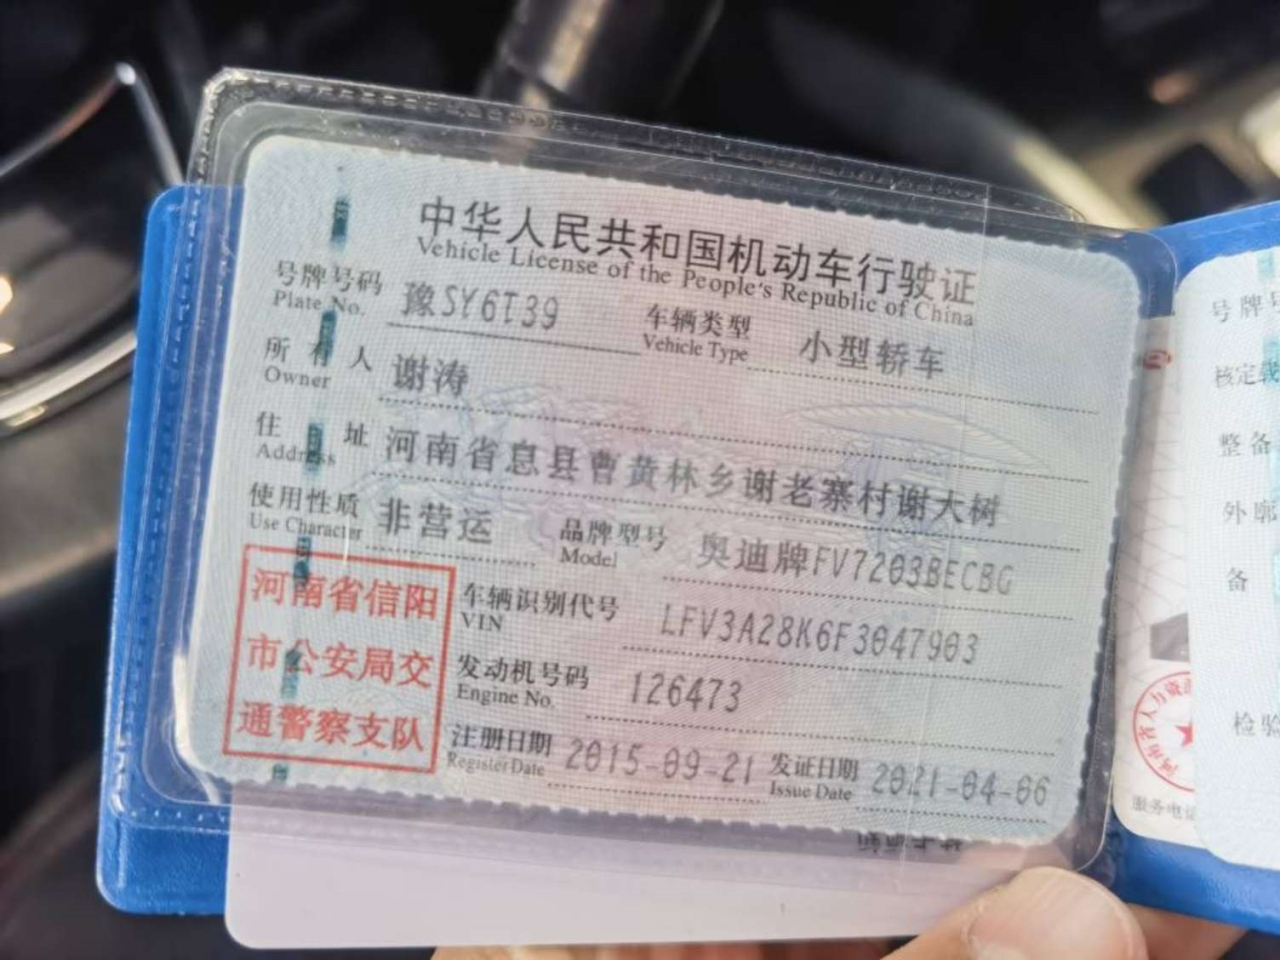 中华人民共和国机动车行驶证
Vehicle License of the People's Republic of China
号牌号码 豫SY6T39 车辆类型 小型轿车
Plate No. Vehicle Type
所有人 谢涛
Owner
住址 河南省息县曹黄林乡谢老寨村谢大树
Address
使用性质 非营运 品牌型号 奥迪牌FV7203BECBG
Use Character Model
河南省信阳
市公安局交
通警察支队
车辆识别代号 LFV3A28K6F3047903
VIN
发动机号码 126473
Engine No.
注册日期 2015-09-21 发证日期 2021-04-06
Register Date Issue Date
号牌号
核定载
整备
外廓
备
检验
服务电话